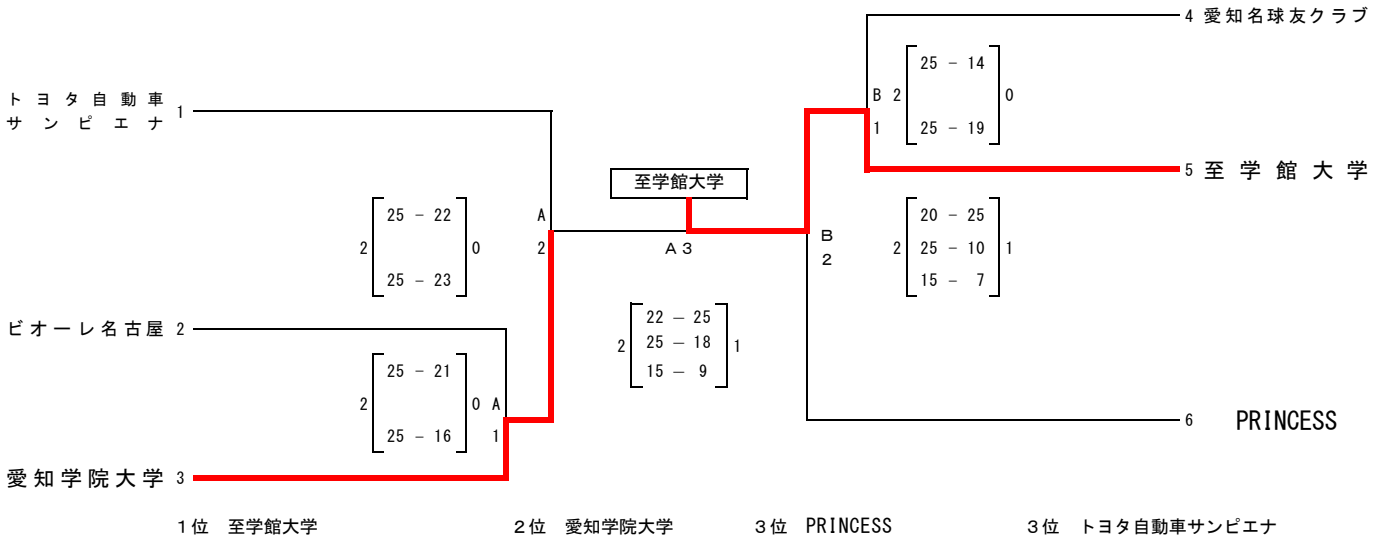 4 愛知名球友クラブ
トヨタ自動車
サンピエナ
1
B 2
1
25 － 14
25 － 19
0
至学館大学
5 至学館大学
2
25 － 22
25 － 23
0
A
2
A 3
B
2
2
20 － 25
25 － 10
15 － 7
1
ビオーレ名古屋 2
2
22 － 25
25 － 18
15 － 9
1
2
25 － 21
25 － 16
0 A
1
6 PRINCESS
愛知学院大学 3
1位 至学館大学 2位 愛知学院大学 3位 PRINCESS 3位 トヨタ自動車サンピエナ